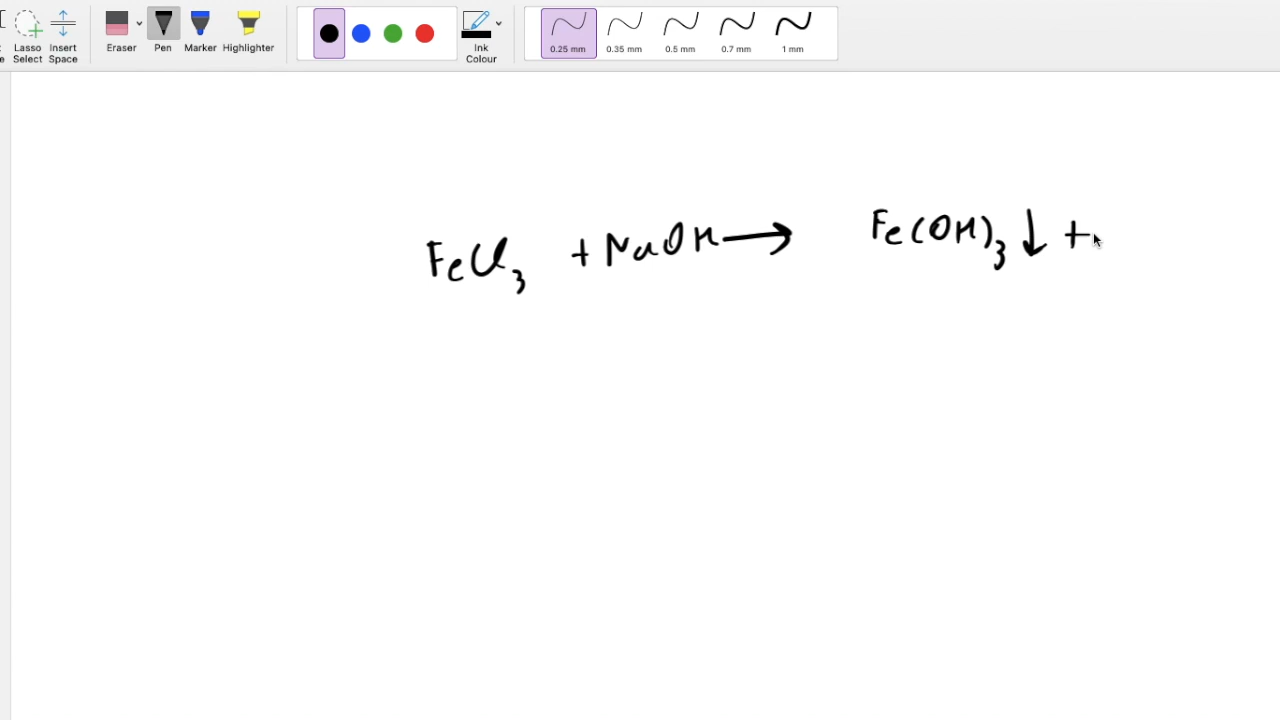 Lasso Select
Insert Space
Eraser
Pen
Marker
Highlighter
Ink Colour
0.25 mm
0.35 mm
0.5 mm
0.7 mm
1 mm
FeCl₃ + NaOH ⟶ Fe(OH)₃ ↓ +